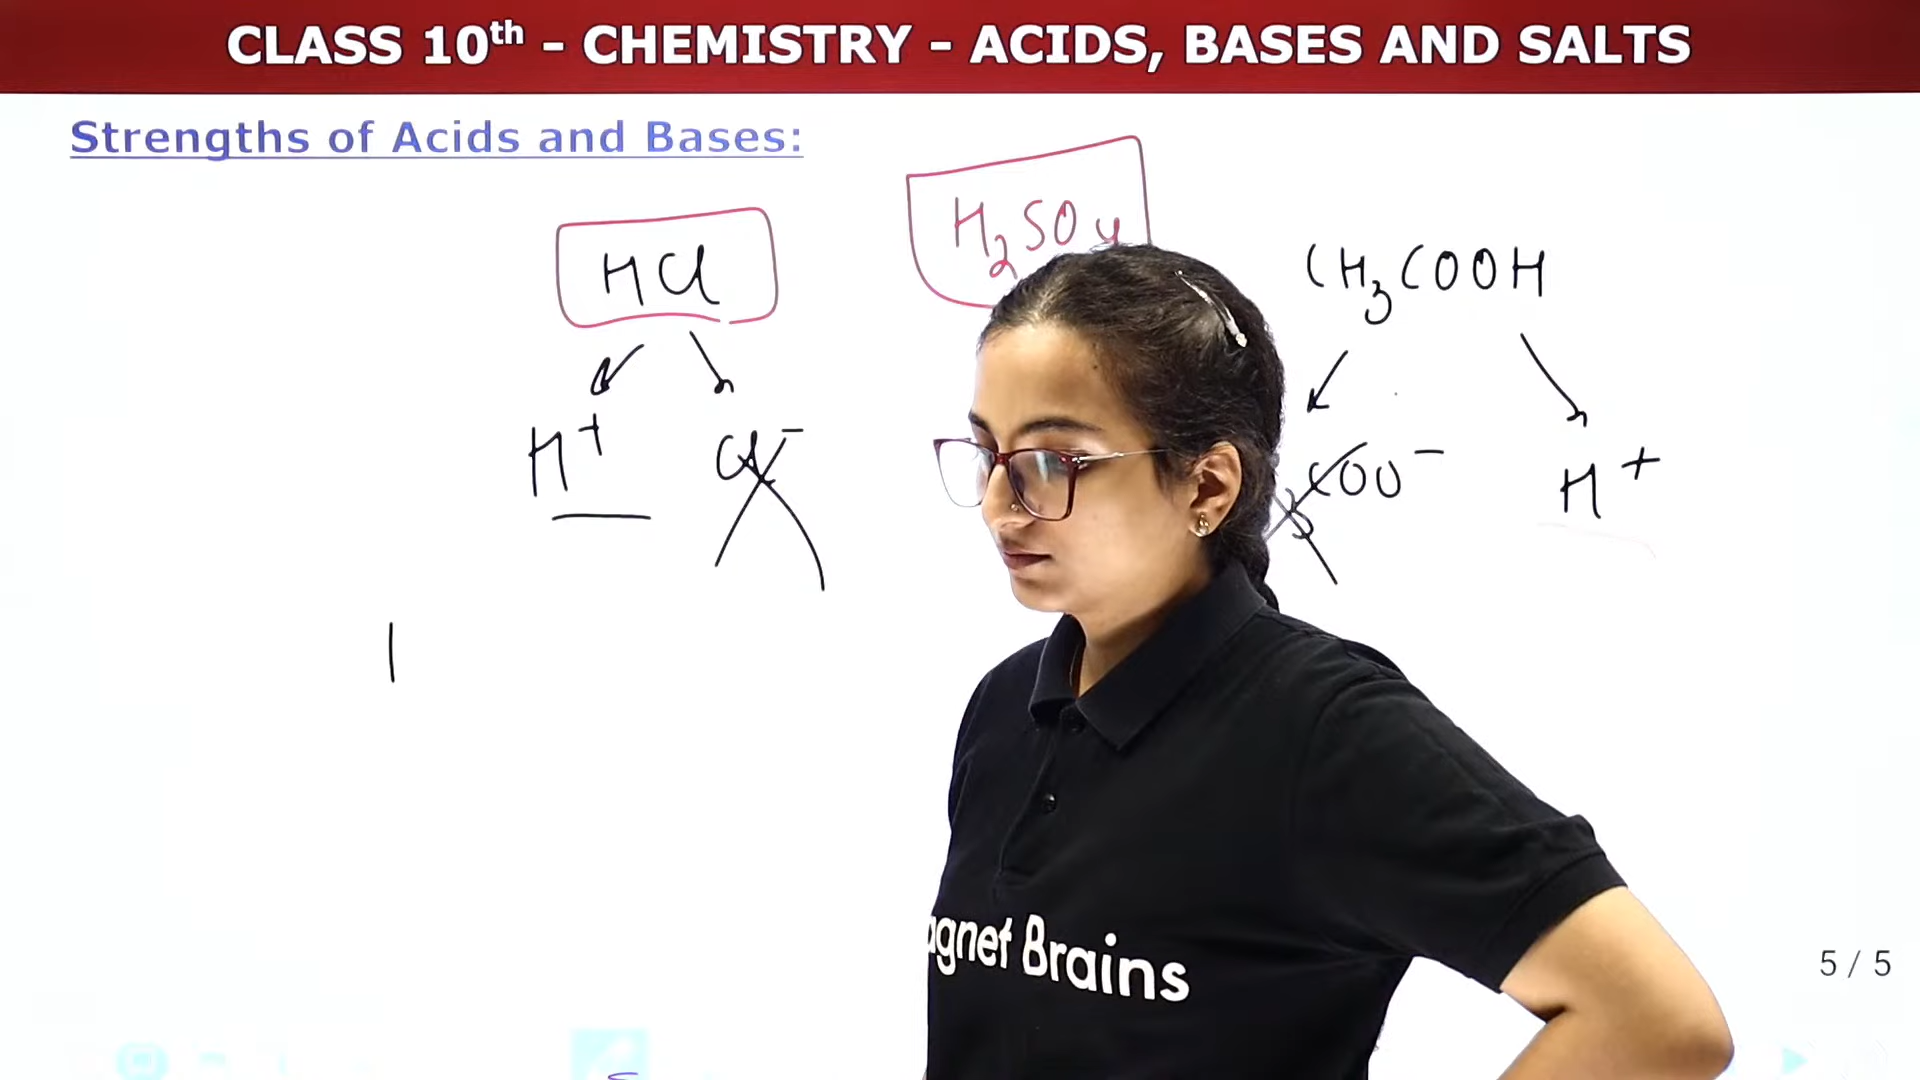 CLASS 10th - CHEMISTRY - ACIDS, BASES AND SALTS
Strengths of Acids and Bases:
HCl
H2SO4
CH3COOH
H+ Cl-
COO- H+
agnet Brains
5 / 5